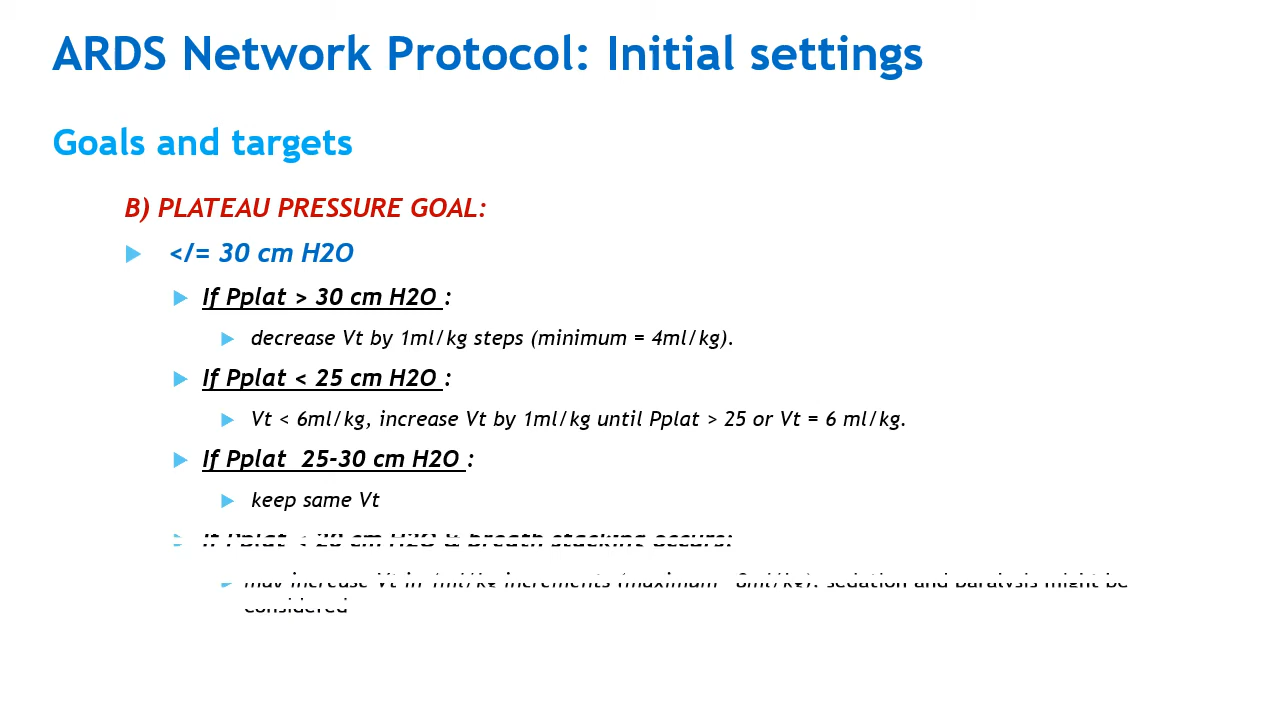 ARDS Network Protocol: Initial settings
Goals and targets
B) PLATEAU PRESSURE GOAL:
</= 30 cm H2O
If Pplat > 30 cm H2O :
decrease Vt by 1ml/kg steps (minimum = 4ml/kg).
If Pplat < 25 cm H2O :
Vt < 6ml/kg, increase Vt by 1ml/kg until Pplat > 25 or Vt = 6 ml/kg.
If Pplat  25-30 cm H2O :
keep same Vt
If Pplat < cm H2O & breath stacking occurs:
may increase Vt in 1ml/kg increments (maximum 8ml/kg). sedation and paralysis might be
considered